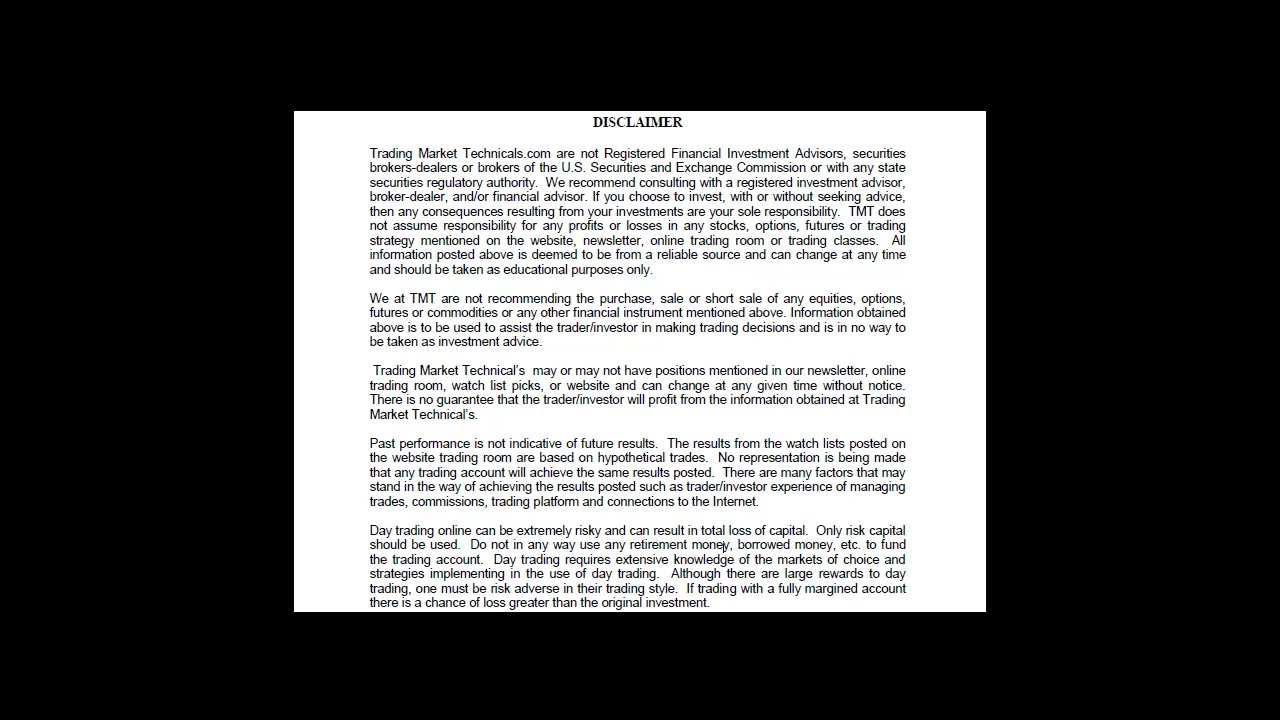 DISCLAIMER
Trading Market Technicals.com are not Registered Financial Investment Advisors, securities
brokers-dealers or brokers of the U.S. Securities and Exchange Commission or with any state
securities regulatory authority.  We recommend consulting with a registered investment advisor,
broker-dealer, and/or financial advisor. If you choose to invest, with or without seeking advice,
then any consequences resulting from your investments are your sole responsibility.  TMT does
not assume responsibility for any profits or losses in any stocks, options, futures or trading
strategy mentioned on the website, newsletter, online trading room or trading classes.  All
information posted above is deemed to be from a reliable source and can change at any time
and should be taken as educational purposes only.
We at TMT are not recommending the purchase, sale or short sale of any equities, options,
futures or commodities or any other financial instrument mentioned above. Information obtained
above is to be used to assist the trader/investor in making trading decisions and is in no way to
be taken as investment advice.
Trading Market Technical’s  may or may not have positions mentioned in our newsletter, online
trading room, watch list picks, or website and can change at any given time without notice.
There is no guarantee that the trader/investor will profit from the information obtained at Trading
Market Technical’s.
Past performance is not indicative of future results.  The results from the watch lists posted on
the website trading room are based on hypothetical trades.  No representation is being made
that any trading account will achieve the same results posted.  There are many factors that may
stand in the way of achieving the results posted such as trader/investor experience of managing
trades, commissions, trading platform and connections to the Internet.
Day trading online can be extremely risky and can result in total loss of capital.  Only risk capital
should be used.  Do not in any way use any retirement money, borrowed money, etc. to fund
the trading account.  Day trading requires extensive knowledge of the markets of choice and
strategies implementing in the use of day trading.  Although there are large rewards to day
trading, one must be risk adverse in their trading style.  If trading with a fully margined account
there is a chance of loss greater than the original investment.